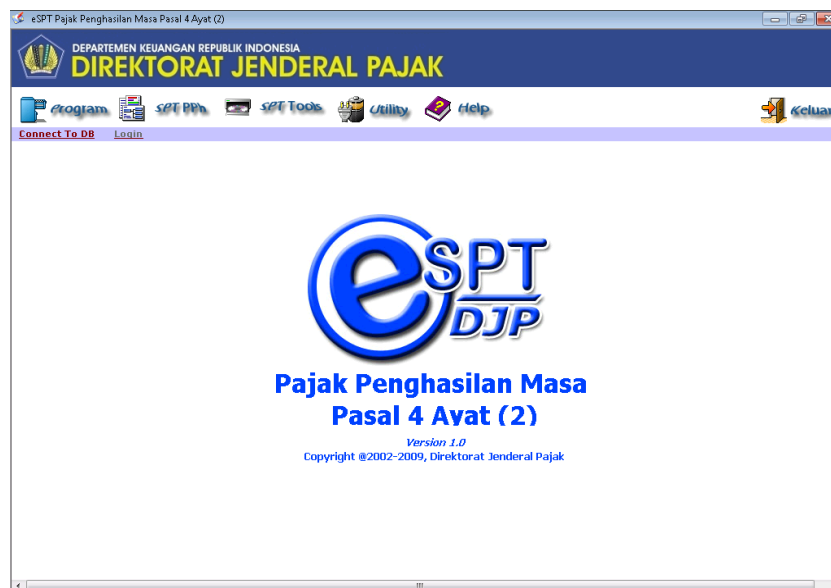 eSPT Pajak Penghasilan Masa Pasal 4 Ayat (2)
DEPARTEMEN KEUANGAN REPUBLIK INDONESIA
DIREKTORAT JENDERAL PAJAK
Program SPT PPh SPT Tools Utility Help Keluar
Connect To DB Login
eSPT
DJP
Pajak Penghasilan Masa
Pasal 4 Ayat (2)
Version 1.0
Copyright @2002-2009, Direktorat Jenderal Pajak